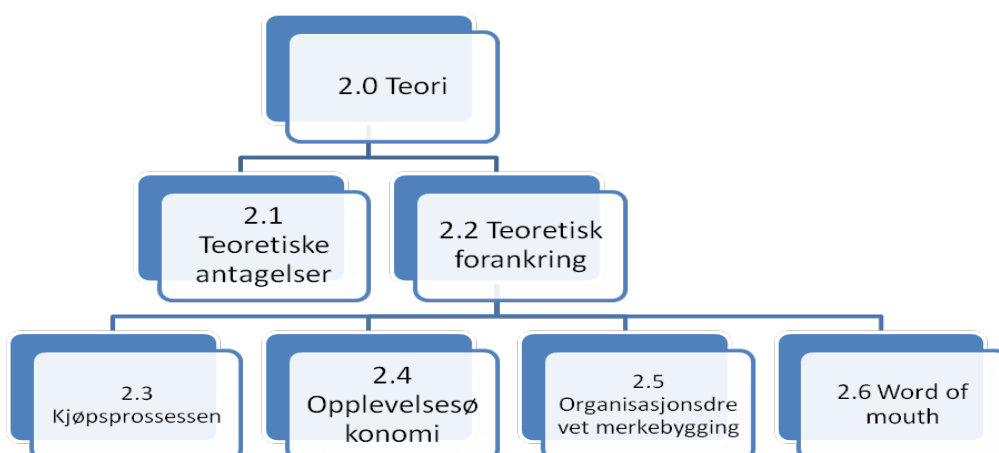 2.0 Teori
2.1
Teoretiske
antagelser
2.2 Teoretisk
forankring
2.3
Kjøpsprossessen
2.4
Opplevelsesø
konomi
2.5
Organisasjonsdre
vet merkebygging
2.6 Word of
mouth